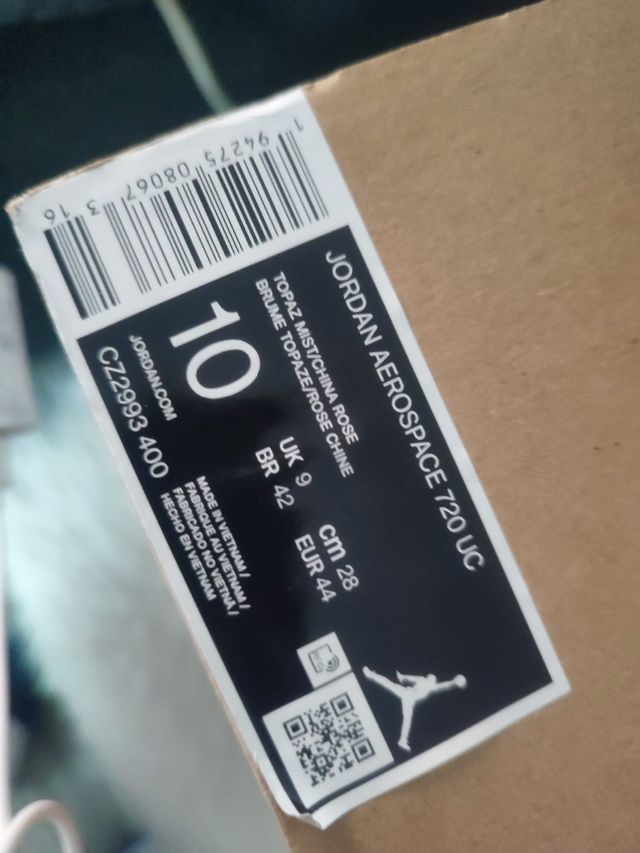 JORDAN AEROSPACE 720 UC
TOPAZ MIST/CHINA ROSE
BRUME TOPAZE/ROSE CHINE
10
UK 9
BR 42
cm 28
EUR 44
JORDAN.COM
CZ2993 400
MADE IN VIETNAM /
FABRIQUE AU VIETNAM /
FABRICADO NO VIETNÃ /
HECHO EN VIETNAM
1 94275 08067 3 16